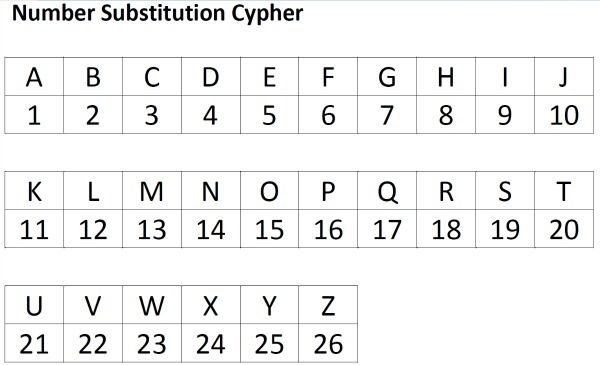 Number Substitution Cypher
A B C D E F G H I J
1 2 3 4 5 6 7 8 9 10
K L M N O P Q R S T
11 12 13 14 15 16 17 18 19 20
U V W X Y Z
21 22 23 24 25 26